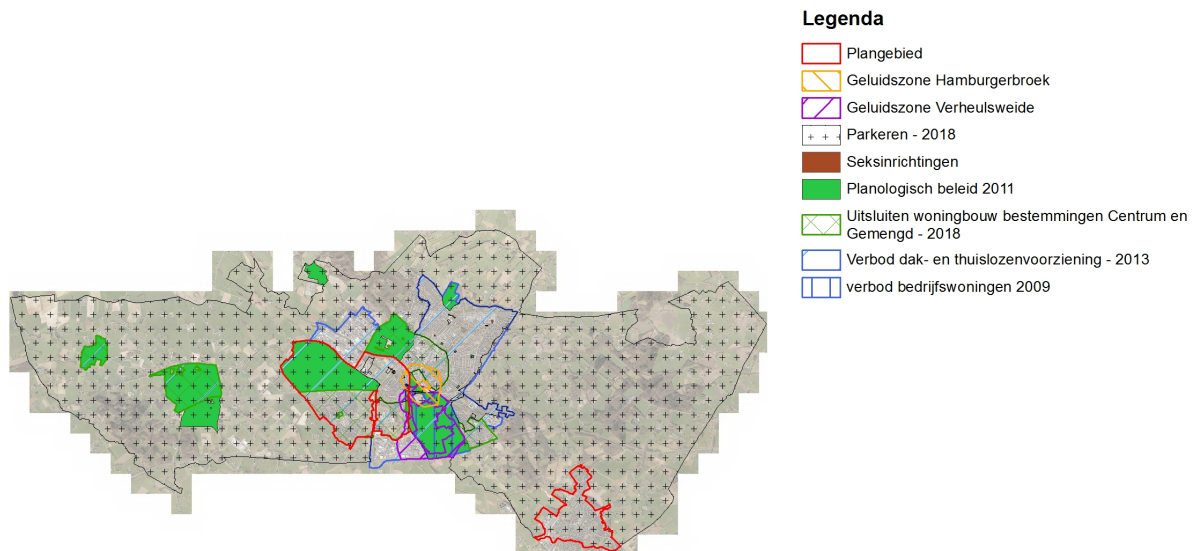 Legenda
Plangebied
Geluidszone Hamburgerbroek
Geluidszone Verheulsweide
Parkeren - 2018
Seksinrichtingen
Planologisch beleid 2011
Uitsluiten woningbouw bestemmingen Centrum en
Gemengd - 2018
Verbod dak- en thuislozenvoorziening - 2013
verbod bedrijfswoningen 2009